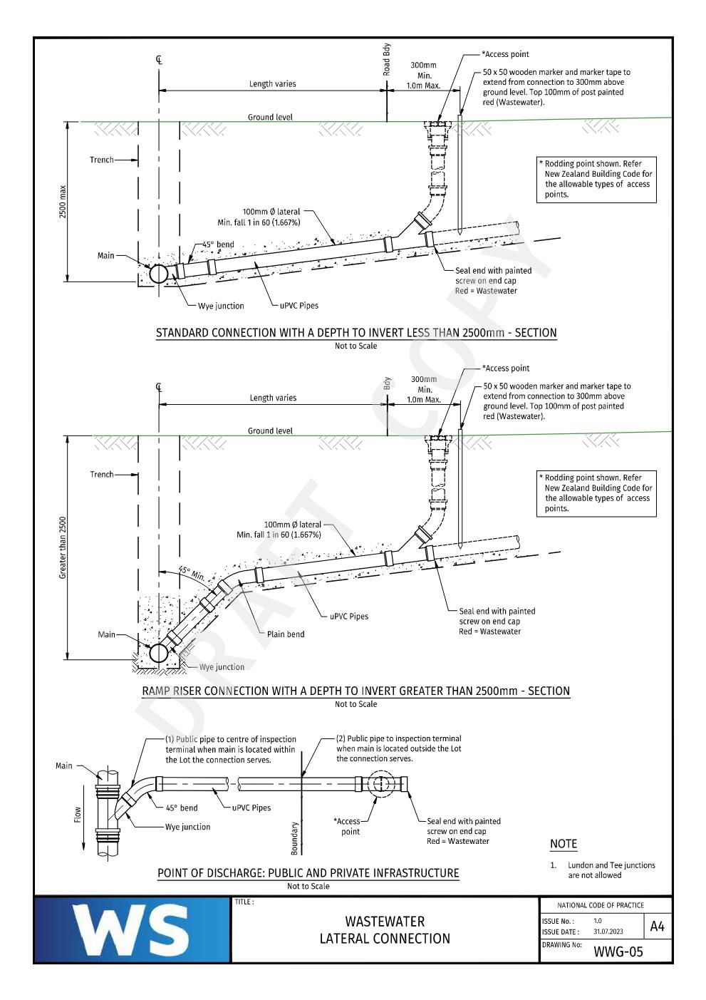 ℄
Road Bdy
300mm
Min.
1.0m Max.
*Access point
50 x 50 wooden marker and marker tape to
extend from connection to 300mm above
ground level. Top 100mm of post painted
red (Wastewater).
Length varies
Ground level
Trench
* Rodding point shown. Refer
New Zealand Building Code for
the allowable types of access
points.
2500 max
100mm Ø lateral
Min. fall 1 in 60 (1.667%)
45° bend
Main
Seal end with painted
screw on end cap
Red = Wastewater
Wye junction
uPVC Pipes
STANDARD CONNECTION WITH A DEPTH TO INVERT LESS THAN 2500mm - SECTION
Not to Scale
℄
Bdy
300mm
Min.
1.0m Max.
*Access point
50 x 50 wooden marker and marker tape to
extend from connection to 300mm above
ground level. Top 100mm of post painted
red (Wastewater).
Length varies
Ground level
Trench
* Rodding point shown. Refer
New Zealand Building Code for
the allowable types of access
points.
Greater than 2500
100mm Ø lateral
Min. fall 1 in 60 (1.667%)
45° Min.
uPVC Pipes
Seal end with painted
screw on end cap
Red = Wastewater
Main
Plain bend
Wye junction
RAMP RISER CONNECTION WITH A DEPTH TO INVERT GREATER THAN 2500mm - SECTION
Not to Scale
(1) Public pipe to centre of inspection
terminal when main is located within
the Lot the connection serves.
(2) Public pipe to inspection terminal
when main is located outside the Lot
the connection serves.
Main
Flow
45° bend
uPVC Pipes
Wye junction
Boundary
*Access
point
Seal end with painted
screw on end cap
Red = Wastewater
POINT OF DISCHARGE: PUBLIC AND PRIVATE INFRASTRUCTURE
Not to Scale
NOTE
1. Lundon and Tee junctions
are not allowed
DRAFT COPY
WS
TITLE :
WASTEWATER
LATERAL CONNECTION
NATIONAL CODE OF PRACTICE
ISSUE No. : 1.0
ISSUE DATE : 31.07.2023
A4
DRAWING No: WWG-05